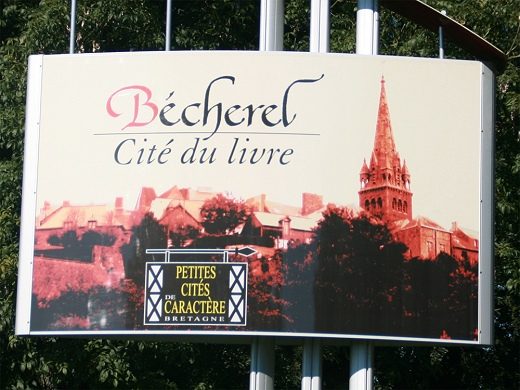 Bécherel
Cité du livre
PETITES
CITÉS
DE
CARACTÈRE
BRETAGNE